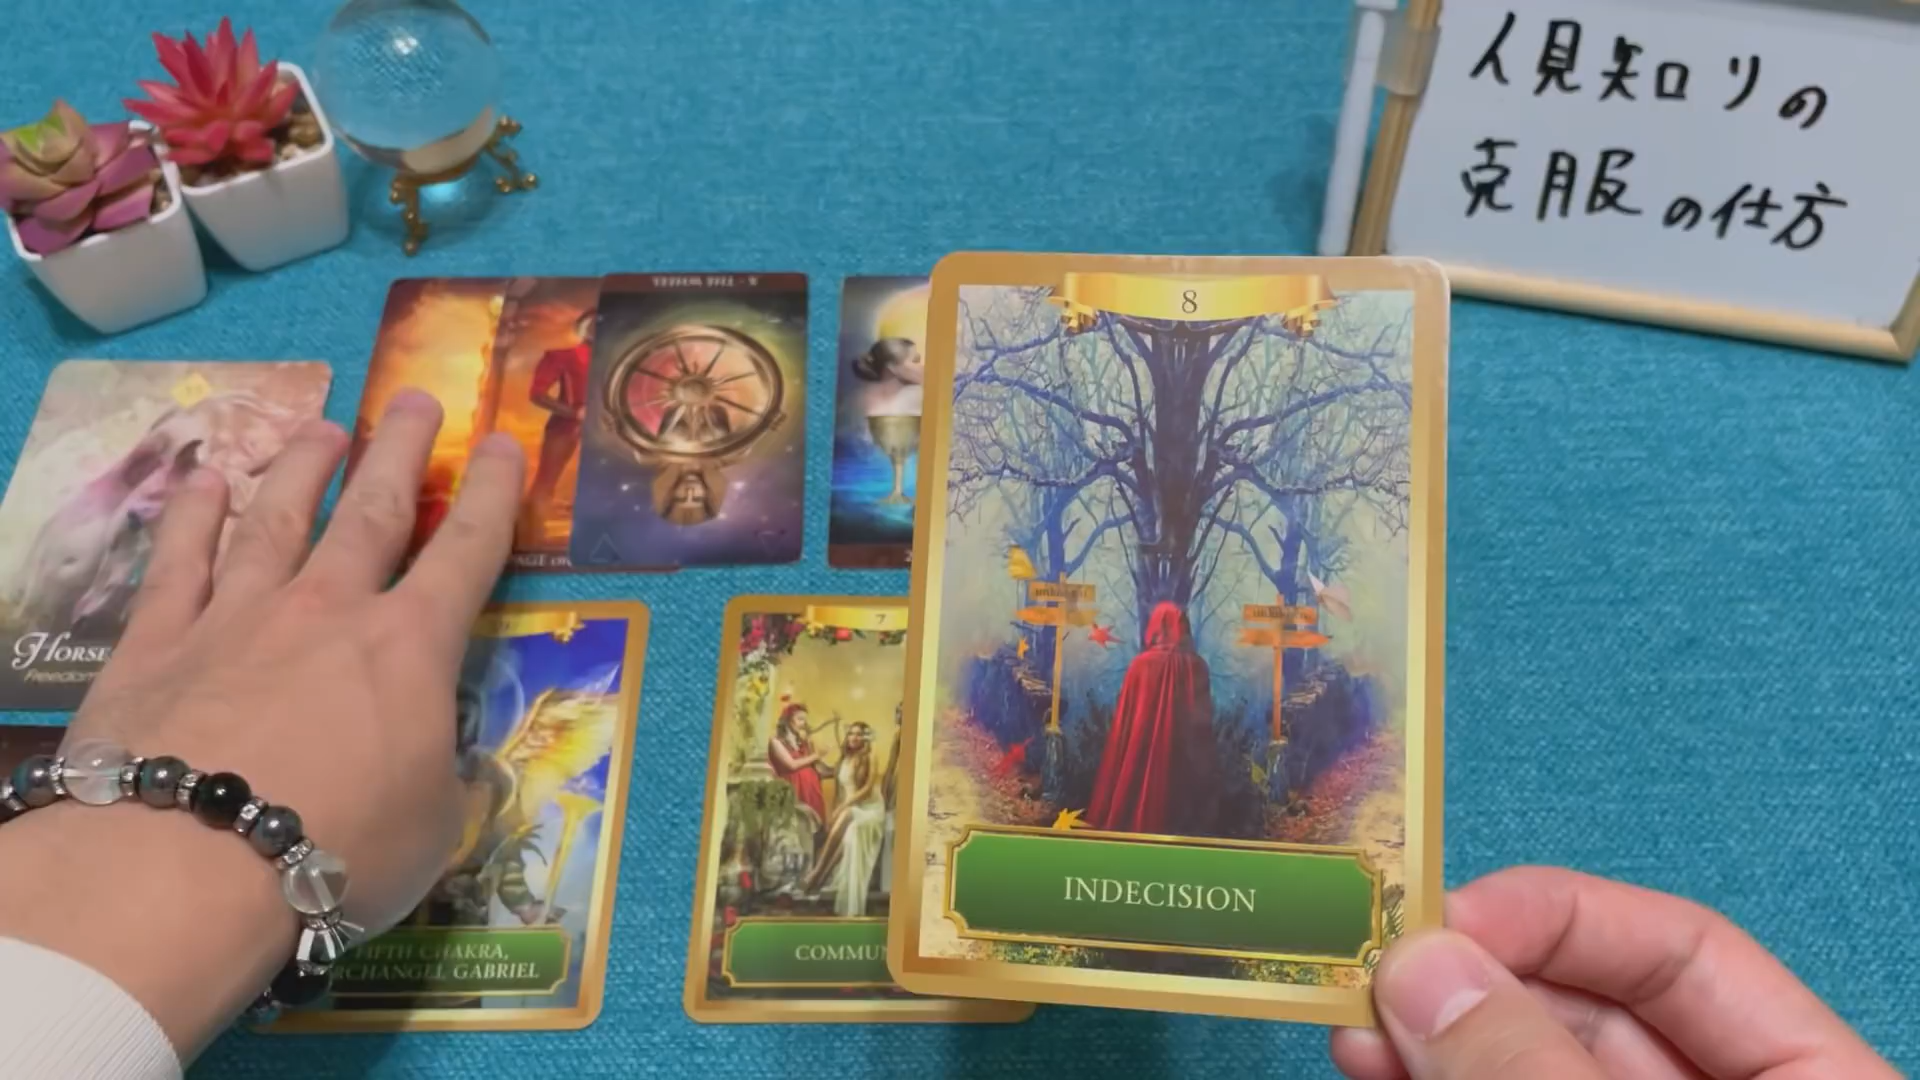 人見知りの
克服の仕方
X - THE WHEEL
8
INDECISION
7
HORSE
Freedom
FIFTH CHAKRA,
RCHANGEL GABRIEL
COMMUN